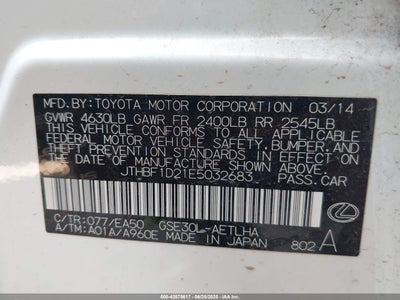 MFD. BY: TOYOTA MOTOR CORPORATION 03/14
GVWR 4630LB GAWR FR 2400LB RR 2545LB
THIS VEHICLE CONFORMS TO ALL APPLICABLE
FEDERAL MOTOR VEHICLE SAFETY, BUMPER, AND
THEFT PREVENTION STANDARDS IN EFFECT ON
THE DATE OF MANUFACTURE SHOWN ABOVE.
JTHBF1D21E5032683 PASS.CAR
C/TR:077/EA50 GSE30L-AETLHA
A/TM:A01A/A960E MADE IN JAPAN 802 A